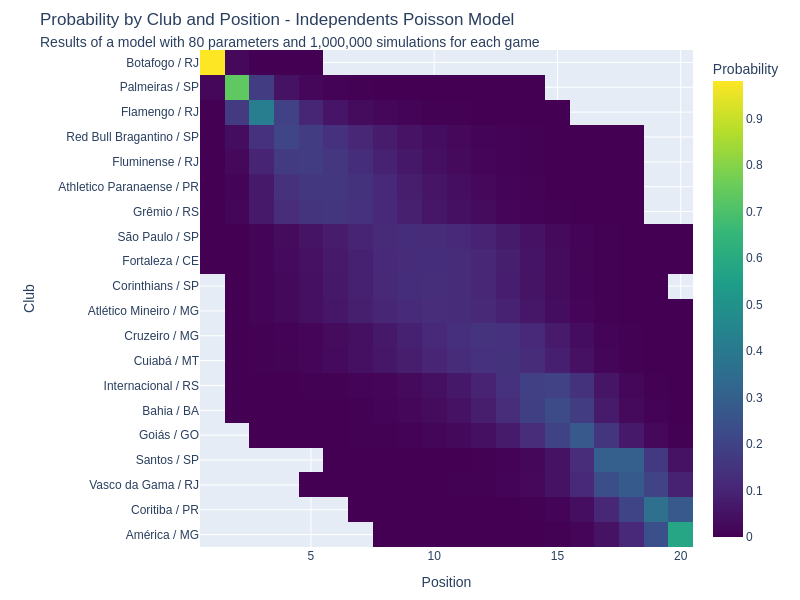 Probability by Club and Position - Independents Poisson Model
Results of a model with 80 parameters and 1,000,000 simulations for each game
Probability
Botafogo / RJ
Palmeiras / SP
Flamengo / RJ
Red Bull Bragantino / SP
Fluminense / RJ
Athletico Paranaense / PR
Grêmio / RS
São Paulo / SP
Fortaleza / CE
Corinthians / SP
Atlético Mineiro / MG
Cruzeiro / MG
Cuiabá / MT
Internacional / RS
Bahia / BA
Goiás / GO
Santos / SP
Vasco da Gama / RJ
Coritiba / PR
América / MG
Club
5
10
15
20
Position
0.9
0.8
0.7
0.6
0.5
0.4
0.3
0.2
0.1
0